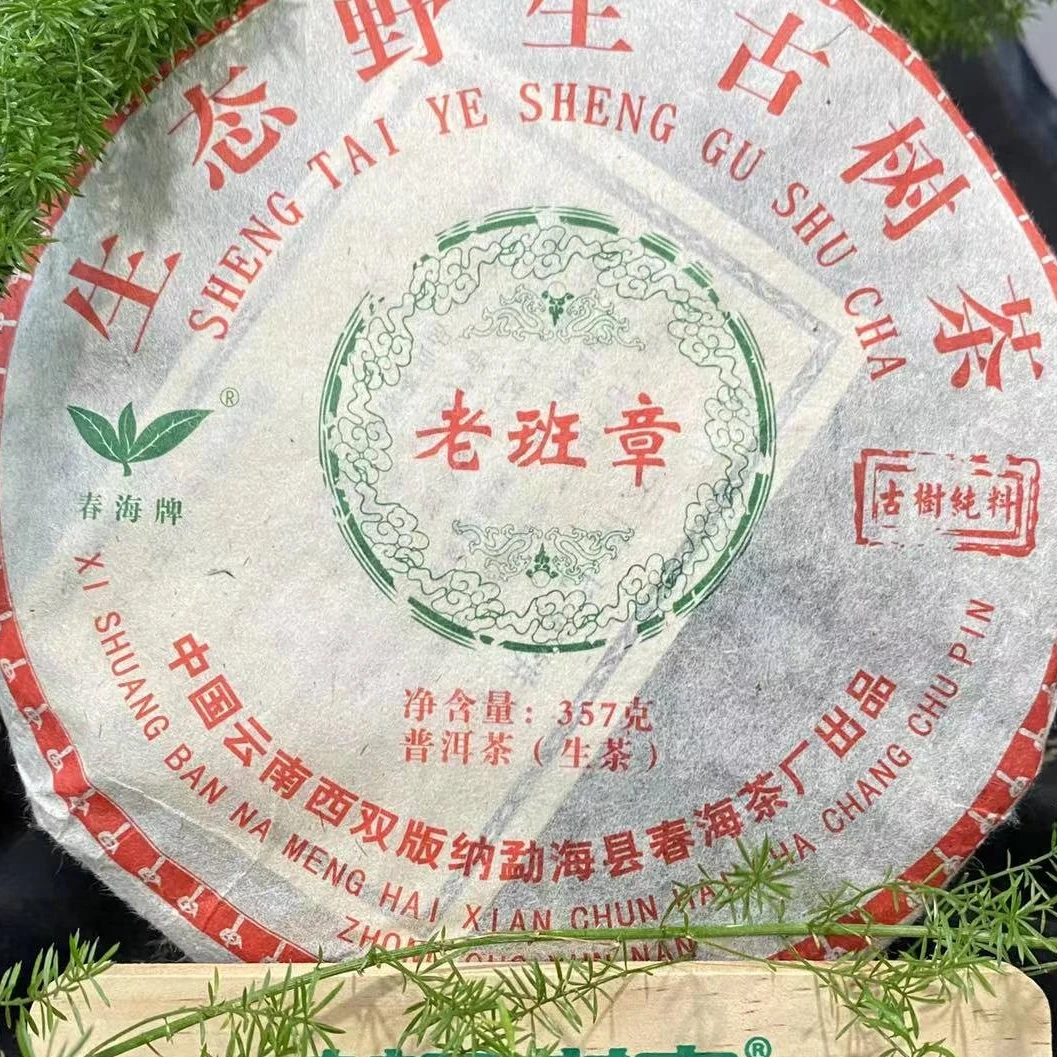 生态野生古树茶
SHENG TAI YE SHENG GU SHU CHA
老班章
®
春海牌
古樹純料
净含量：357克
普洱茶（生茶）
中国云南西双版纳勐海县春海茶厂出品
XI SHUANG BAN NA MENG HAI XIAN CHUN HAI CHA CHANG CHU PIN
®